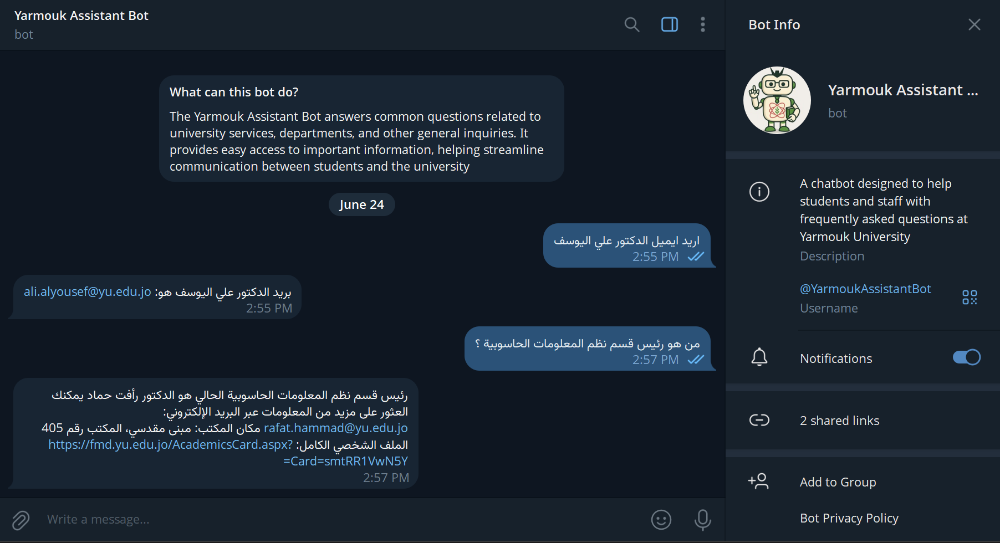 Yarmouk Assistant Bot
bot
What can this bot do?
The Yarmouk Assistant Bot answers common questions related to
university services, departments, and other general inquiries. It
provides easy access to important information, helping streamline
communication between students and the university
June 24
اريد ايميل الدكتور علي اليوسف
2:55 PM
بريد الدكتور علي اليوسف هو: ali.alyousef@yu.edu.jo
2:55 PM
من هو رئيس قسم نظم المعلومات الحاسوبية ؟
2:57 PM
رئيس قسم نظم المعلومات الحاسوبية الحالي هو الدكتور رأفت حماد يمكنك
العثور على مزيد من المعلومات عبر البريد الإلكتروني:
rafat.hammad@yu.edu.jo مكان المكتب: مبنى مقدسي، المكتب رقم 405
الملف الشخصي الكامل: https://fmd.yu.edu.jo/AcademicsCard.aspx?
Card=smtRR1VwN5Y=
2:57 PM
Write a message...
Bot Info
Yarmouk Assistant ...
bot
A chatbot designed to help
students and staff with
frequently asked questions at
Yarmouk University
Description
@YarmoukAssistantBot
Username
Notifications
2 shared links
Add to Group
Bot Privacy Policy